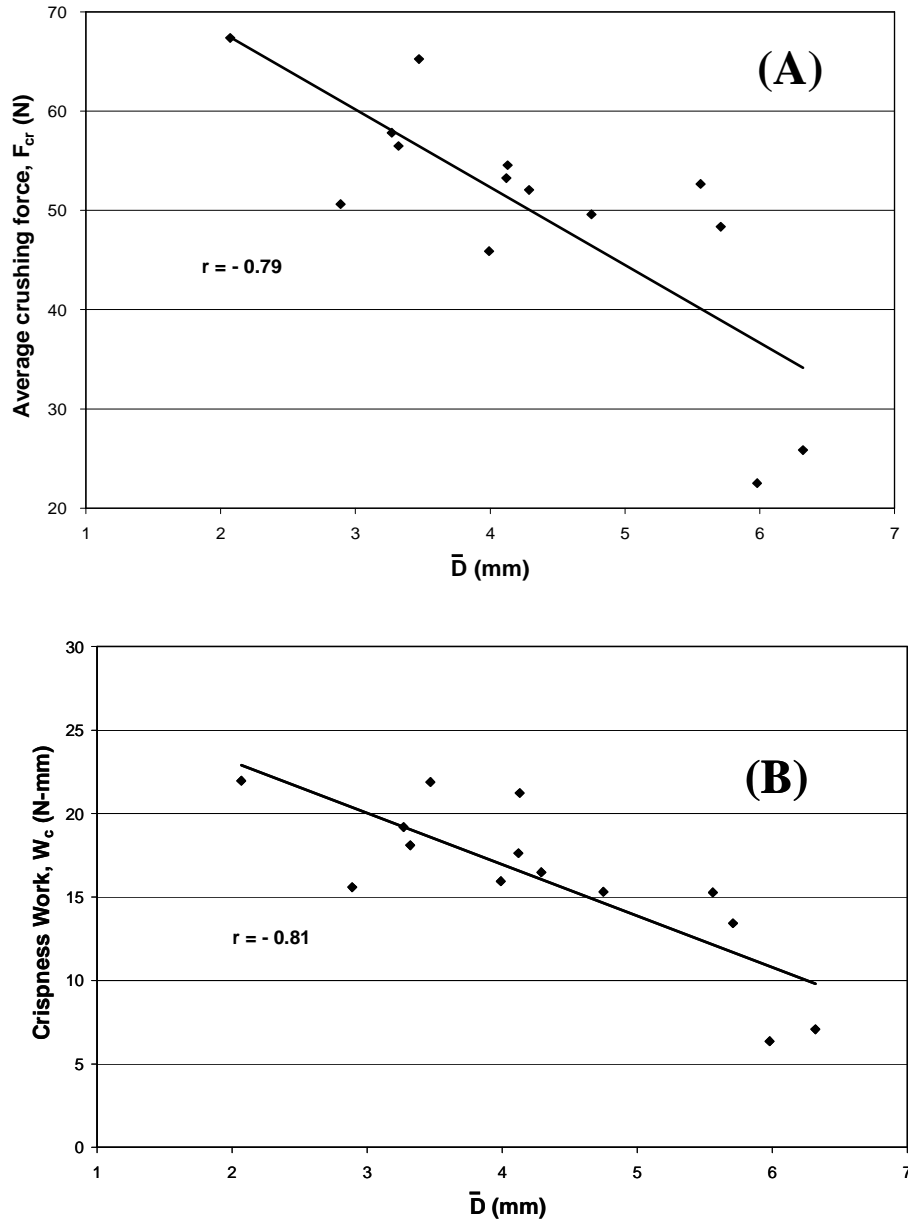 70
60
50
40
30
20
Average crushing force, F_cr (N)
(A)
r = - 0.79
1 2 3 4 5 6 7
D̅ (mm)
30
25
20
15
10
5
0
Crispness Work, W_c (N-mm)
(B)
r = - 0.81
1 2 3 4 5 6 7
D̅ (mm)